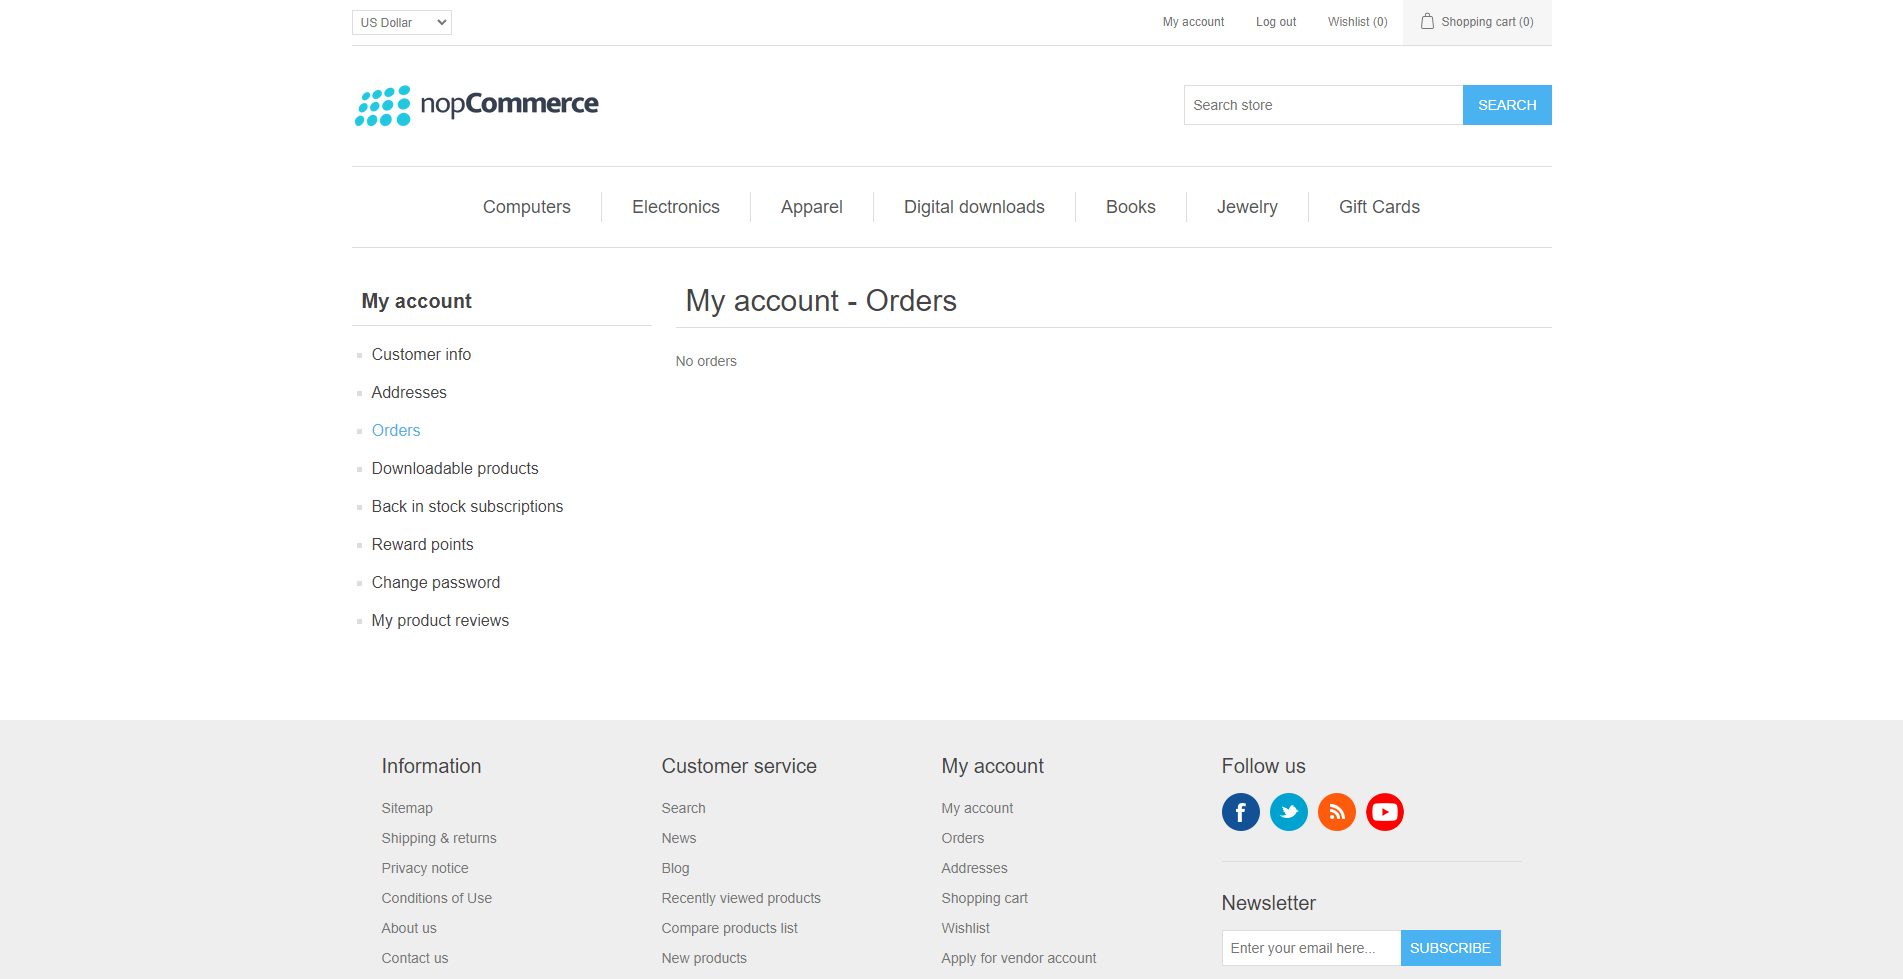 US Dollar
My account
Log out
Wishlist (0)
Shopping cart (0)
nopCommerce
Search store
SEARCH
Computers
Electronics
Apparel
Digital downloads
Books
Jewelry
Gift Cards
My account
Customer info
Addresses
Orders
Downloadable products
Back in stock subscriptions
Reward points
Change password
My product reviews
My account - Orders
No orders
Information
Sitemap
Shipping & returns
Privacy notice
Conditions of Use
About us
Contact us
Customer service
Search
News
Blog
Recently viewed products
Compare products list
New products
My account
My account
Orders
Addresses
Shopping cart
Wishlist
Apply for vendor account
Follow us
Newsletter
Enter your email here...
SUBSCRIBE